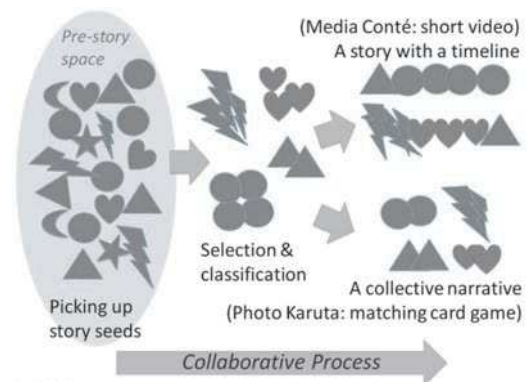 Pre-story
space
Picking up
story seeds
Selection &
classification
(Media Conté: short video)
A story with a timeline
A collective narrative
(Photo Karuta: matching card game)
Collaborative Process